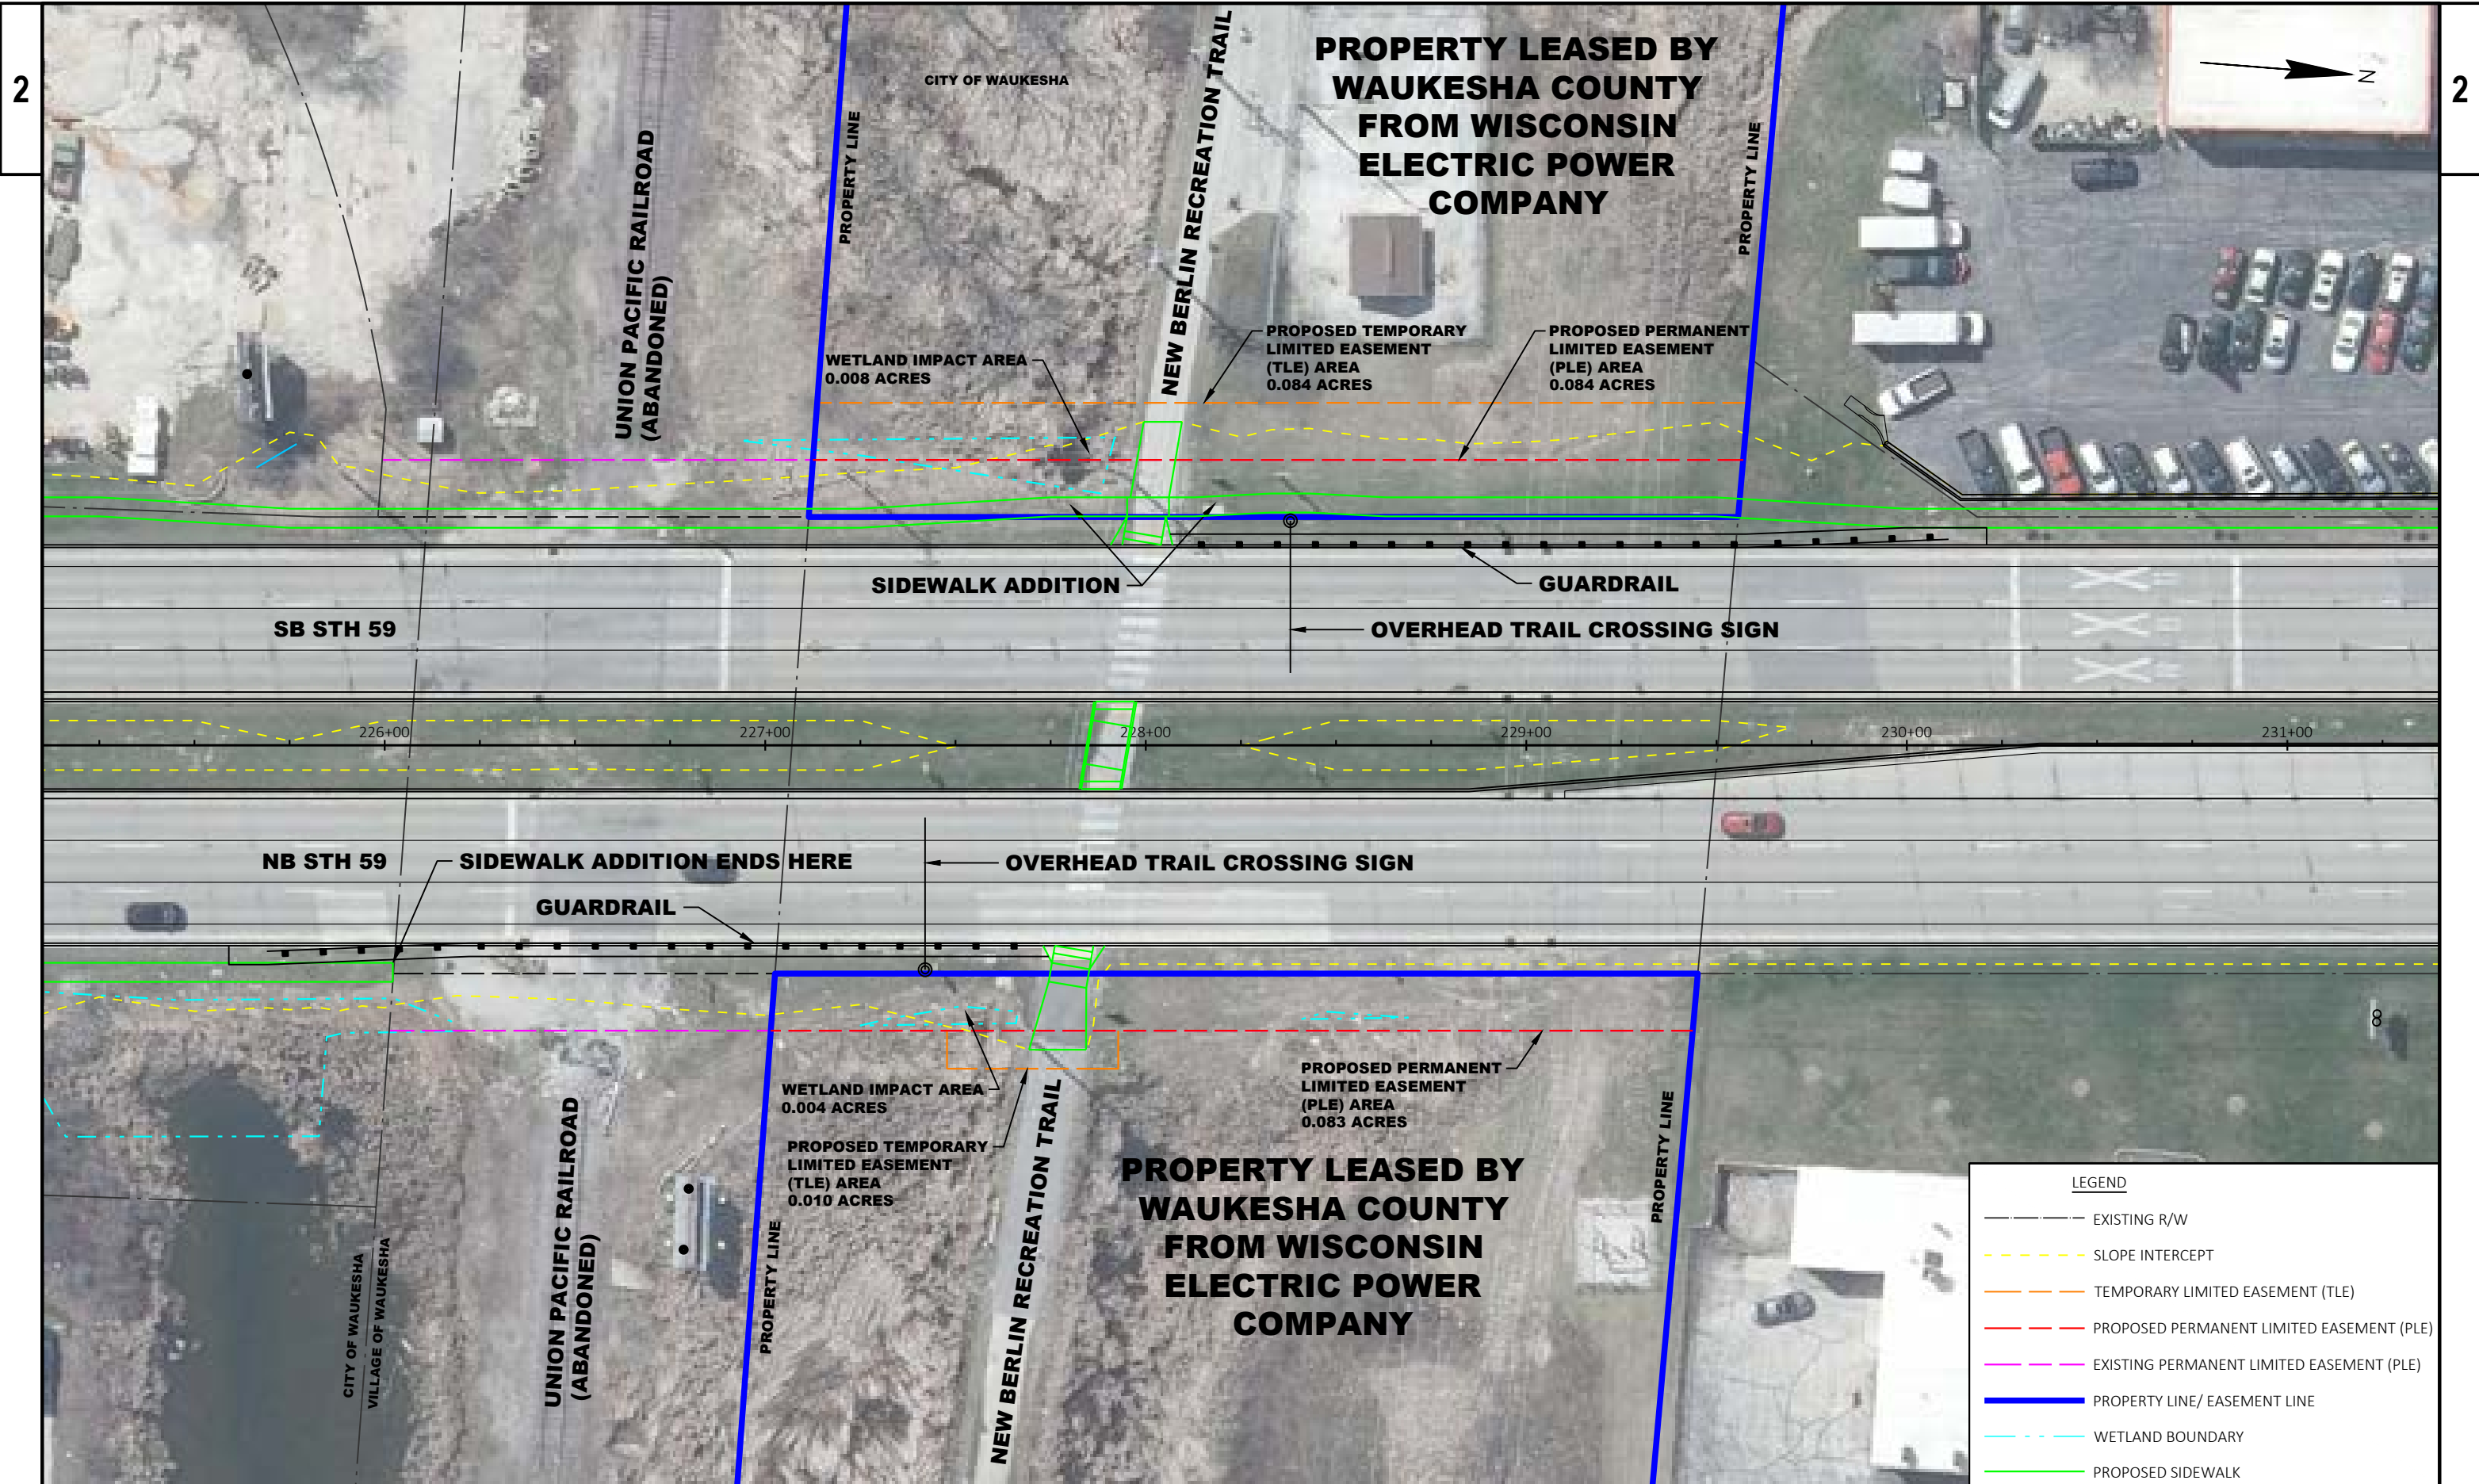 2
2
CITY OF WAUKESHA
PROPERTY LEASED BY
WAUKESHA COUNTY
FROM WISCONSIN
ELECTRIC POWER
COMPANY
N
NEW BERLIN RECREATION TRAIL
PROPERTY LINE
PROPERTY LINE
UNION PACIFIC RAILROAD
(ABANDONED)
WETLAND IMPACT AREA
0.008 ACRES
PROPOSED TEMPORARY
LIMITED EASEMENT
(TLE) AREA
0.084 ACRES
PROPOSED PERMANENT
LIMITED EASEMENT
(PLE) AREA
0.084 ACRES
SIDEWALK ADDITION
GUARDRAIL
SB STH 59
OVERHEAD TRAIL CROSSING SIGN
226+00
227+00
228+00
229+00
230+00
231+00
NB STH 59
SIDEWALK ADDITION ENDS HERE
OVERHEAD TRAIL CROSSING SIGN
GUARDRAIL
WETLAND IMPACT AREA
0.004 ACRES
PROPOSED TEMPORARY
LIMITED EASEMENT
(TLE) AREA
0.010 ACRES
PROPOSED PERMANENT
LIMITED EASEMENT
(PLE) AREA
0.083 ACRES
PROPERTY LEASED BY
WAUKESHA COUNTY
FROM WISCONSIN
ELECTRIC POWER
COMPANY
CITY OF WAUKESHA
VILLAGE OF WAUKESHA
UNION PACIFIC RAILROAD
(ABANDONED)
PROPERTY LINE
NEW BERLIN RECREATION TRAIL
PROPERTY LINE
LEGEND
EXISTING R/W
SLOPE INTERCEPT
TEMPORARY LIMITED EASEMENT (TLE)
PROPOSED PERMANENT LIMITED EASEMENT (PLE)
EXISTING PERMANENT LIMITED EASEMENT (PLE)
PROPERTY LINE/ EASEMENT LINE
WETLAND BOUNDARY
PROPOSED SIDEWALK